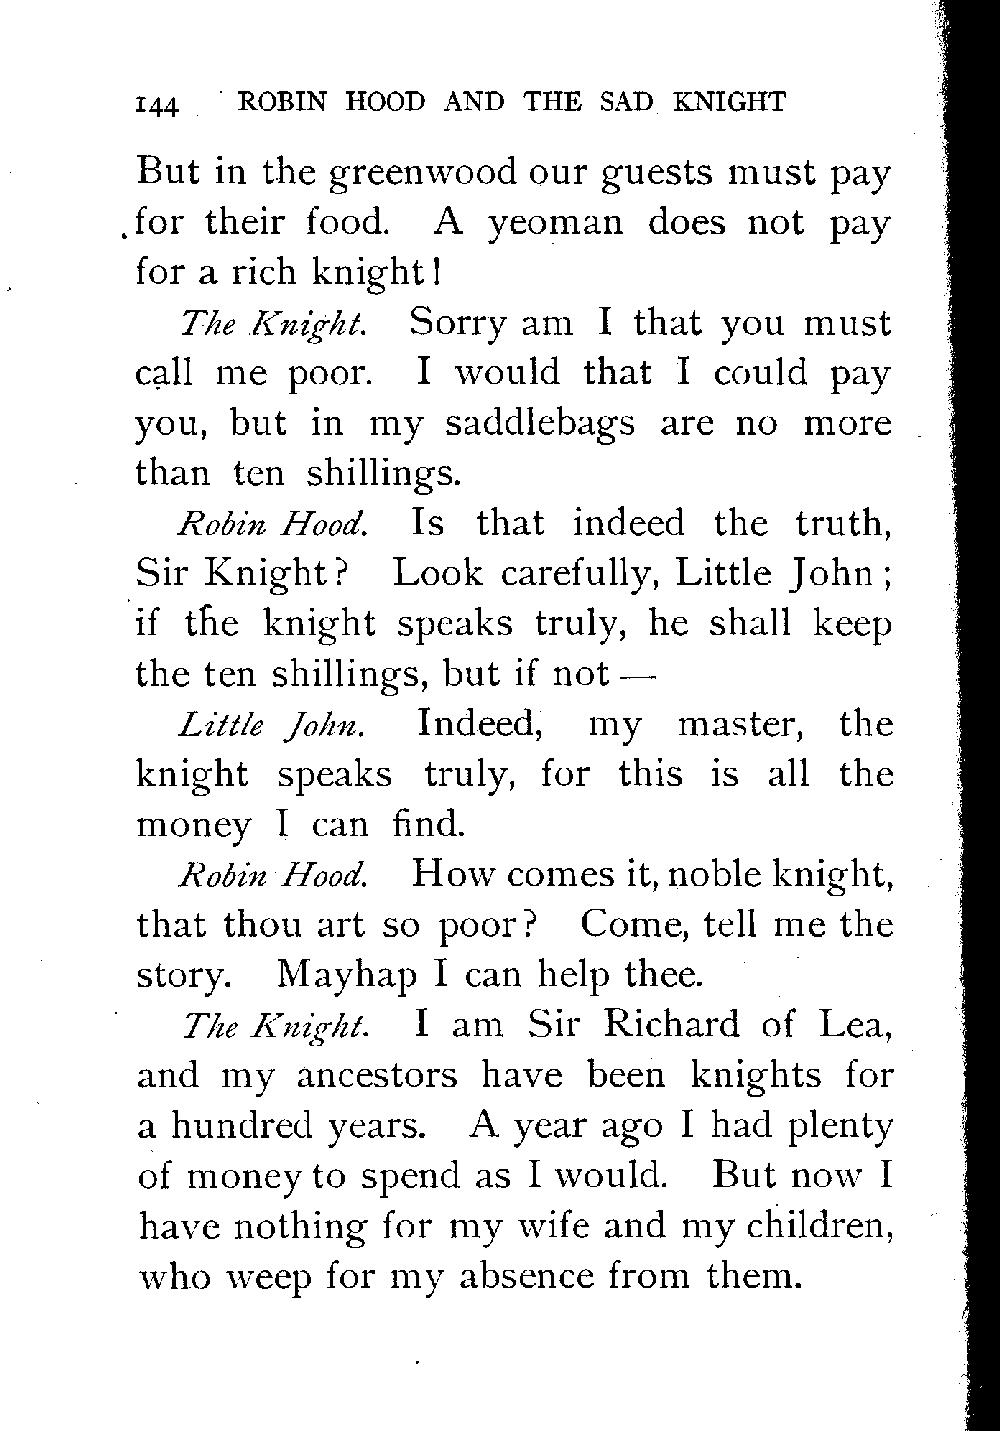 144 ROBIN HOOD AND THE SAD KNIGHT
But in the greenwood our guests must pay
for their food. A yeoman does not pay
for a rich knight!
The Knight. Sorry am I that you must
call me poor. I would that I could pay
you, but in my saddlebags are no more
than ten shillings.
Robin Hood. Is that indeed the truth,
Sir Knight? Look carefully, Little John;
if the knight speaks truly, he shall keep
the ten shillings, but if not —
Little John. Indeed, my master, the
knight speaks truly, for this is all the
money I can find.
Robin Hood. How comes it, noble knight,
that thou art so poor? Come, tell me the
story. Mayhap I can help thee.
The Knight. I am Sir Richard of Lea,
and my ancestors have been knights for
a hundred years. A year ago I had plenty
of money to spend as I would. But now I
have nothing for my wife and my children,
who weep for my absence from them.